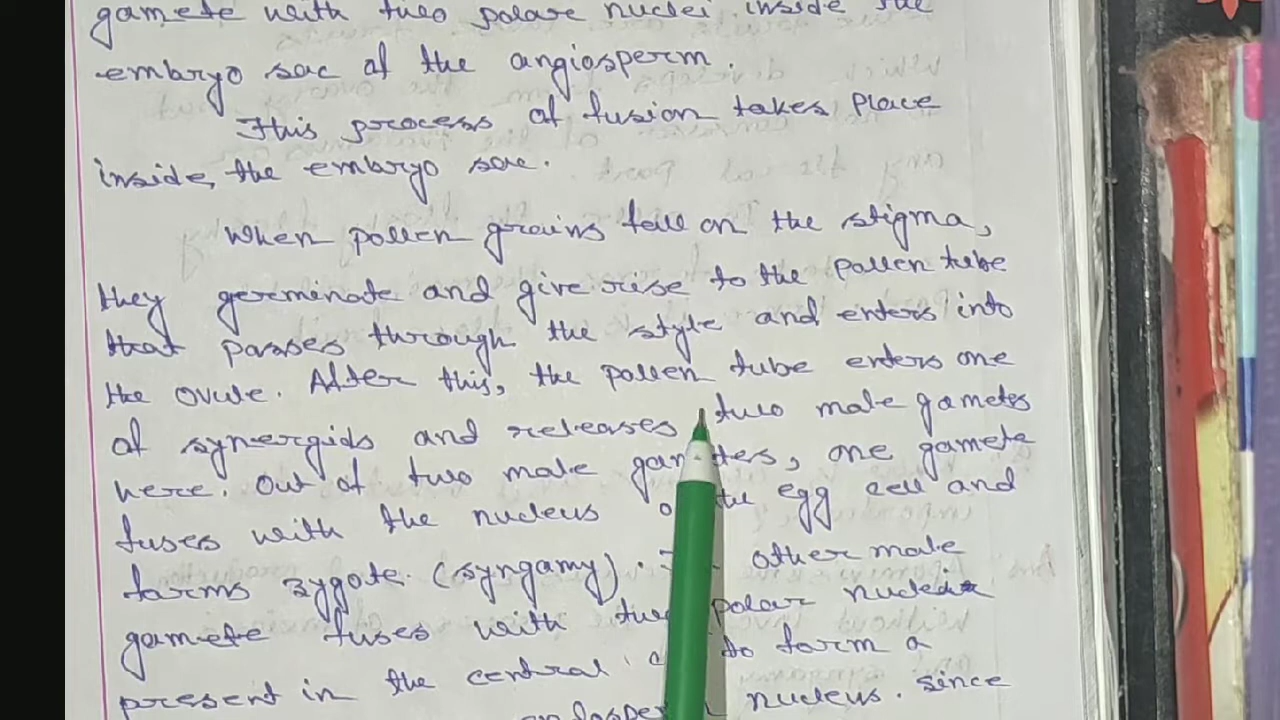 gamete with two polar nuclei inside the
embryo sac of the angiosperm.
This process of fusion takes place
inside, the embryo sac.
When pollen grains fall on the stigma,
they germinate and give rise to the pollen tube
that passes through the style and enters into
the ovule. After this, the pollen tube enters one
of synergids and releases two male gametes
here. Out of two male gametes, one gamete
fuses with the nucleus the egg cell and
forms zygote. (syngamy). other male
gamete fuses with two polar nuclei
present in the central to form a
nucleus. since